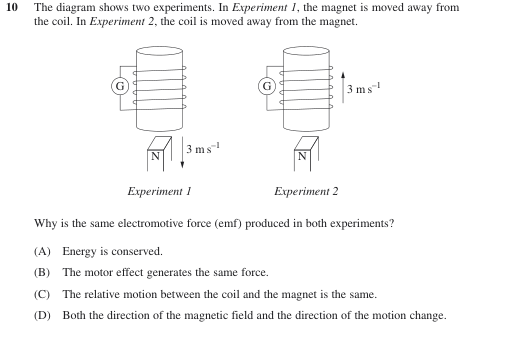 10 The diagram shows two experiments. In Experiment 1, the magnet is moved away from
the coil. In Experiment 2, the coil is moved away from the magnet.
G
G
3 m s⁻¹
3 m s⁻¹
N
N
Experiment 1
Experiment 2
Why is the same electromotive force (emf) produced in both experiments?
(A) Energy is conserved.
(B) The motor effect generates the same force.
(C) The relative motion between the coil and the magnet is the same.
(D) Both the direction of the magnetic field and the direction of the motion change.